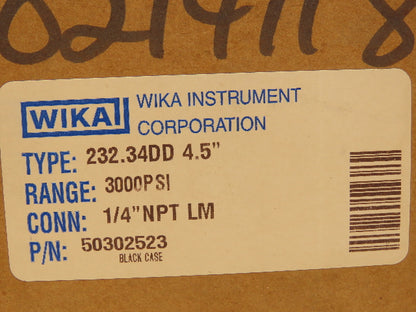 WIKA
WIKA INSTRUMENT
CORPORATION
TYPE: 232.34DD 4.5"
RANGE: 3000PSI
CONN: 1/4"NPT LM
P/N: 50302523
BLACK CASE